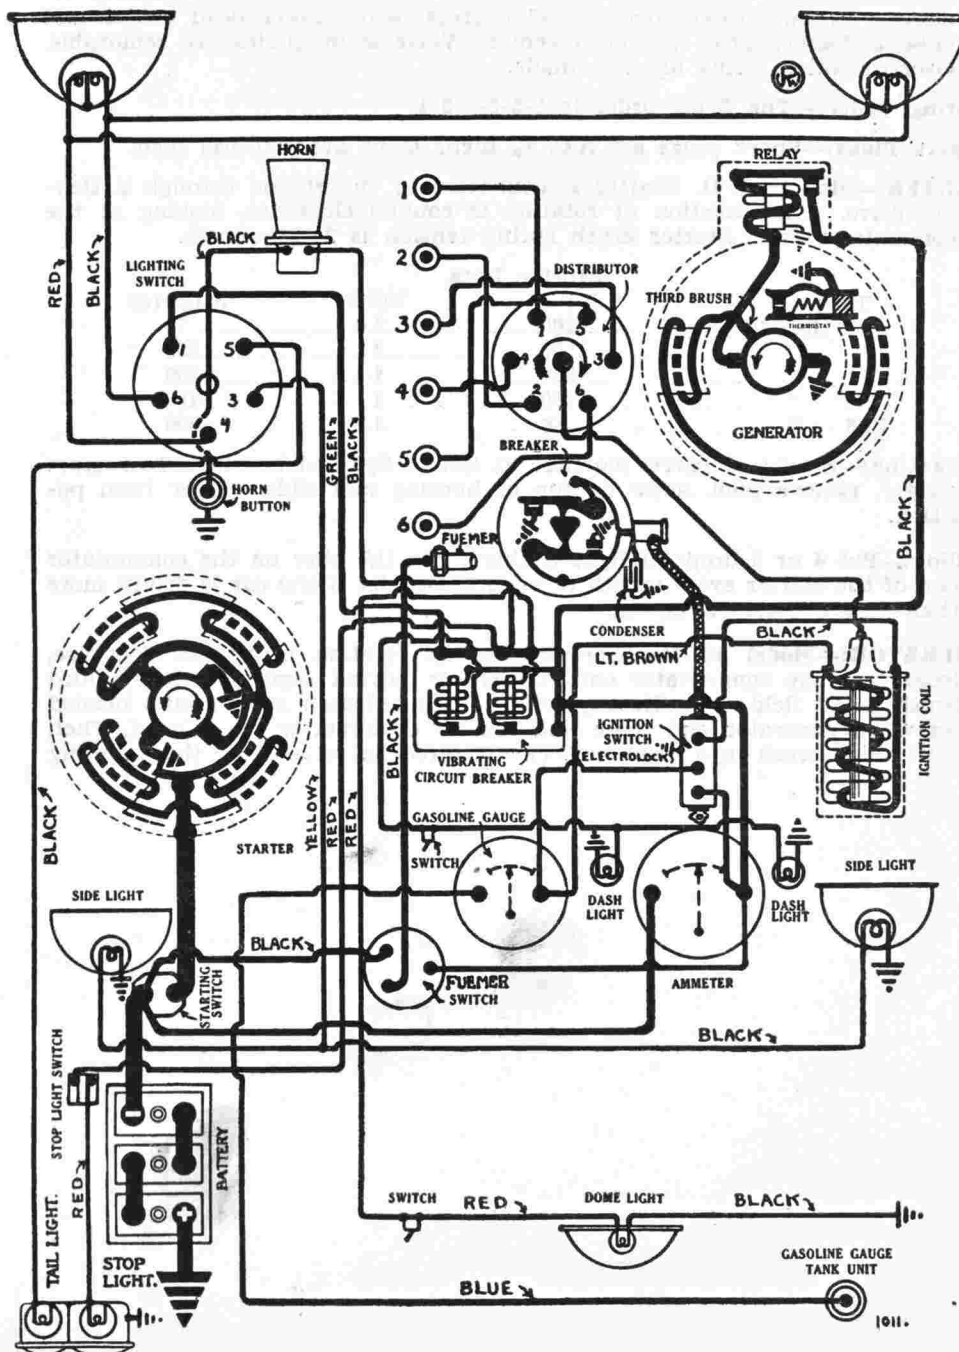 HORN
RELAY
BLACK
RED
BLACK
LIGHTING
SWITCH
1
2
3
4
5
6
DISTRIBUTOR
THIRD BRUSH
THERMOSTAT
GENERATOR
1
5
4
3
2
6
1
5
6
3
4
BREAKER
GREEN
BLACK
HORN
BUTTON
FUEMER
BLACK
CONDENSER
BLACK
LT. BROWN
IGNITION COIL
IGNITION
SWITCH
(ELECTROLOCK)
VIBRATING
CIRCUIT BREAKER
BLACK
YELLOW
RED
RED
BLACK
STARTER
GASOLINE GAUGE
SWITCH
DASH
LIGHT
DASH
LIGHT
SIDE LIGHT
SIDE LIGHT
BLACK
STARTING
SWITCH
FUEMER
SWITCH
AMMETER
BLACK
STOP LIGHT SWITCH
RED
BATTERY
TAIL LIGHT.
STOP
LIGHT.
SWITCH
RED
DOME LIGHT
BLACK
GASOLINE GAUGE
TANK UNIT
BLUE
1011.